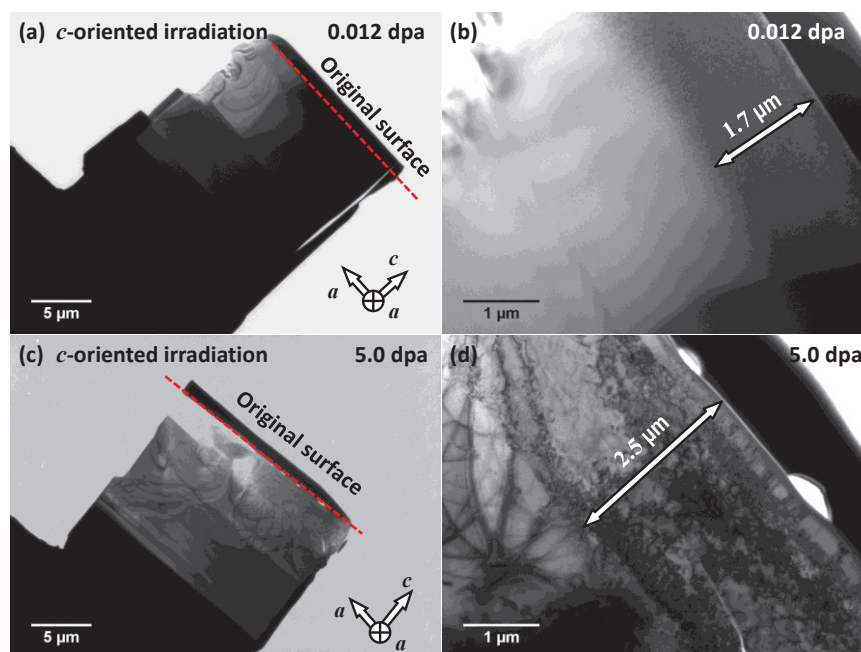 (a) c-oriented irradiation 0.012 dpa
Original surface
c
a
a
5 µm
(b) 0.012 dpa
1.7 µm
1 µm
(c) c-oriented irradiation 5.0 dpa
Original surface
c
a
a
5 µm
(d) 5.0 dpa
2.5 µm
1 µm